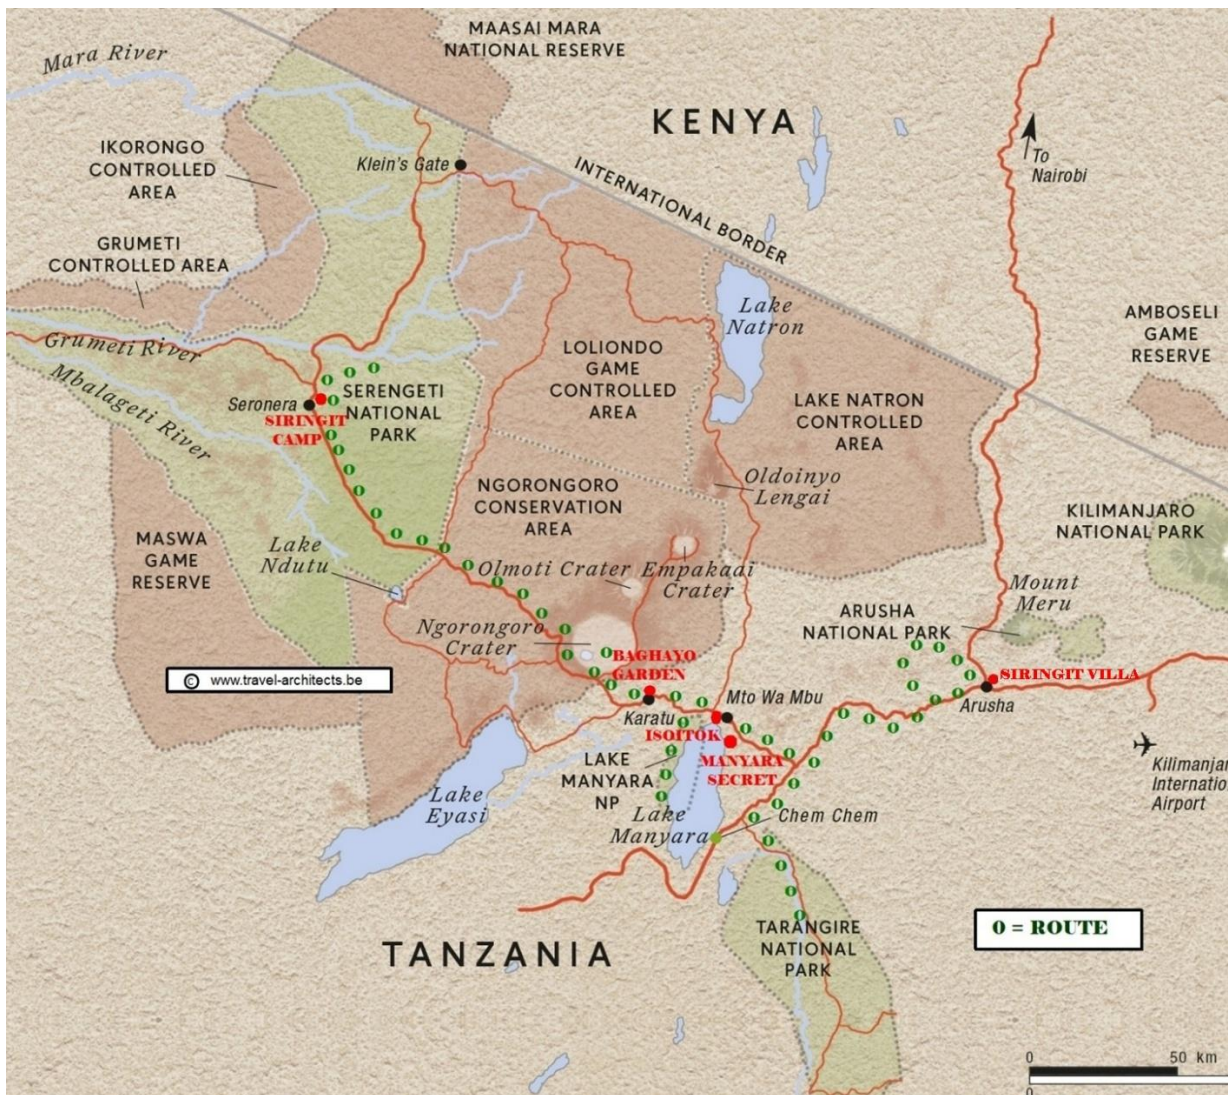 MAASAI MARA
NATIONAL RESERVE
Mara River
KENYA
IKORONGO
CONTROLLED
AREA
Klein's Gate
INTERNATIONAL BORDER
To
Nairobi
GRUMETI
CONTROLLED AREA
Lake
Natron
AMBOSELI
GAME
RESERVE
Grumeti River
Mbalageti River
LOLIONDO
GAME
CONTROLLED
AREA
SERENGETI
NATIONAL
PARK
Seronera
SIRINGIT
CAMP
LAKE NATRON
CONTROLLED
AREA
Oldoinyo
Lengai
NGORONGORO
CONSERVATION
AREA
KILIMANJARO
NATIONAL PARK
MASWA
GAME
RESERVE
Lake
Ndutu
Olmoti Crater
Empakaai
Crater
Mount
Meru
ARUSHA
NATIONAL PARK
Ngorongoro
Crater
BAGHAYO
GARDEN
© www.travel-architects.be
SIRINGIT VILLA
Arusha
Mto Wa Mbu
Karatu
ISOITOK
MANYARA
SECRET
LAKE
MANYARA
NP
Kilimanjar
Internatio
Airport
Lake
Eyasi
Lake
Manyara
Chem Chem
0 = ROUTE
TARANGIRE
NATIONAL
PARK
TANZANIA
0 50 km
0